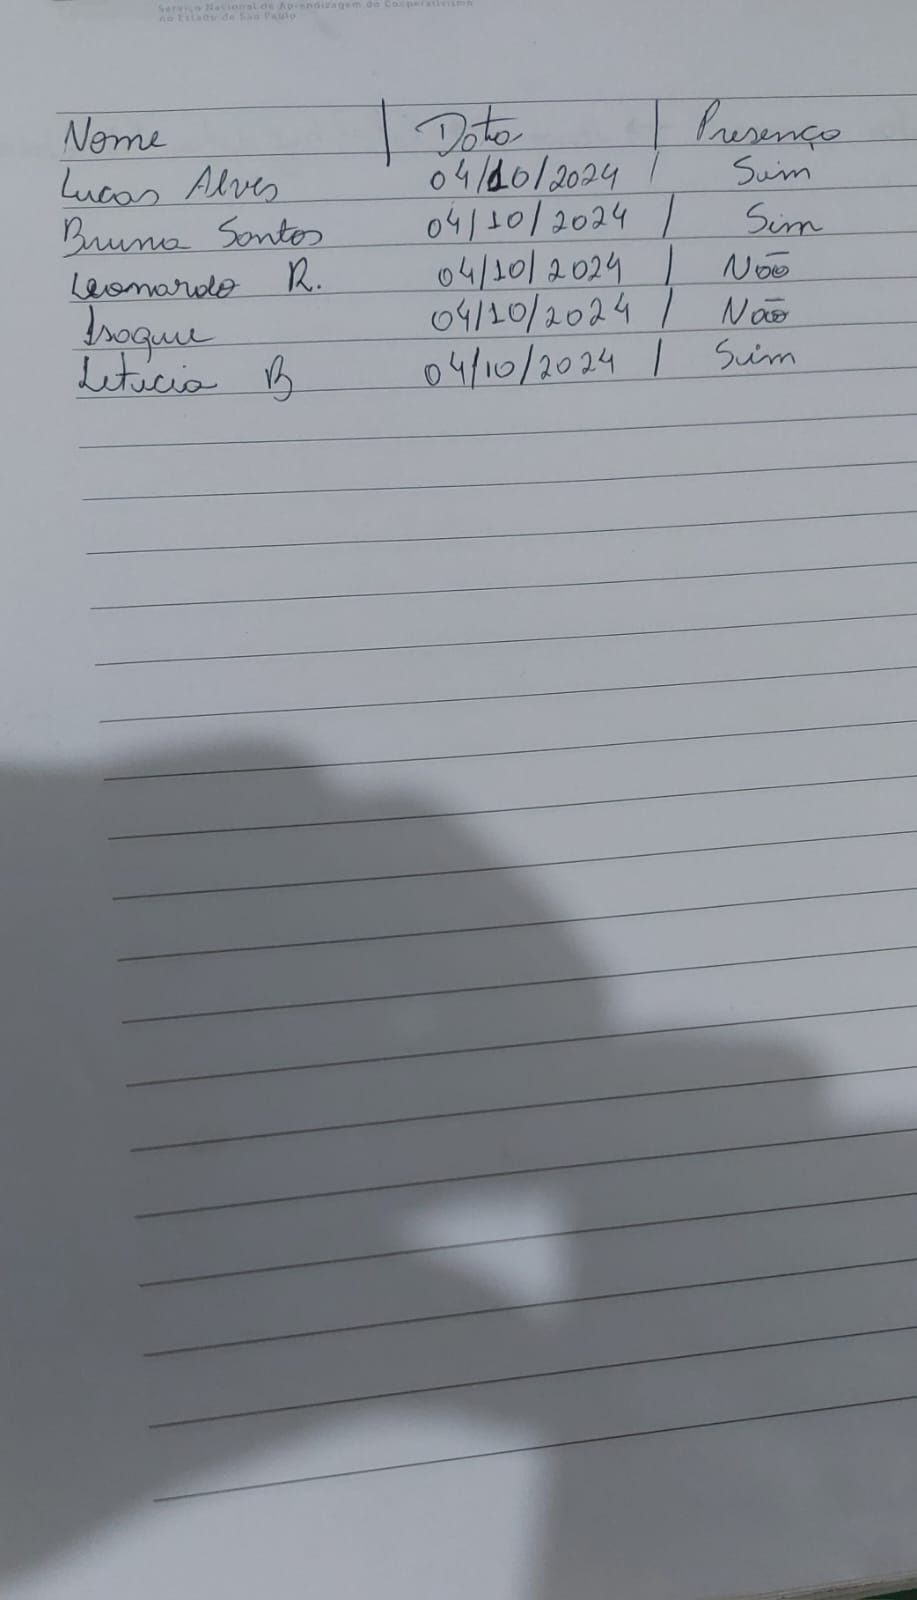 Serviço Nacional de Aprendizagem do Cooperativismo
no Estado de São Paulo
Nome | Data | Presença
Lucas Alves 04/10/2024 | Sim
Bruna Santos 04/10/2024 | Sim
Leonardo R. 04/10/2024 | Não
Isaque 04/10/2024 | Não
Leticia B 04/10/2024 | Sim